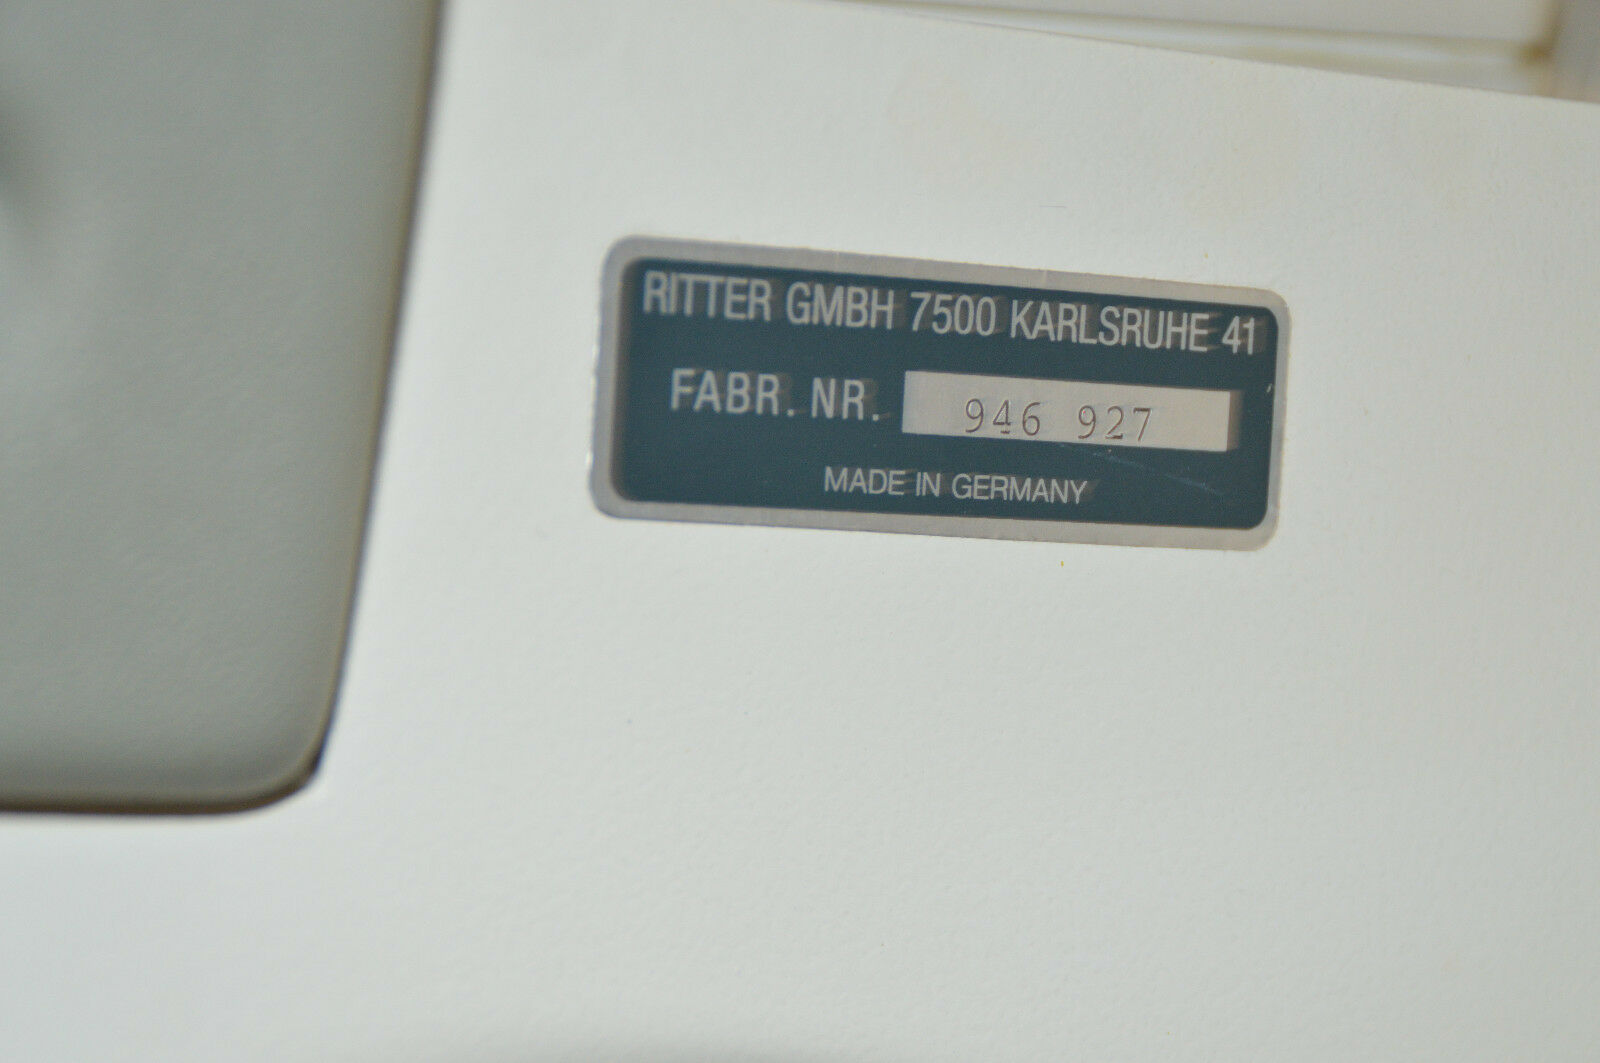 RITTER GMBH 7500 KARLSRUHE 41
FABR. NR. 946 927
MADE IN GERMANY